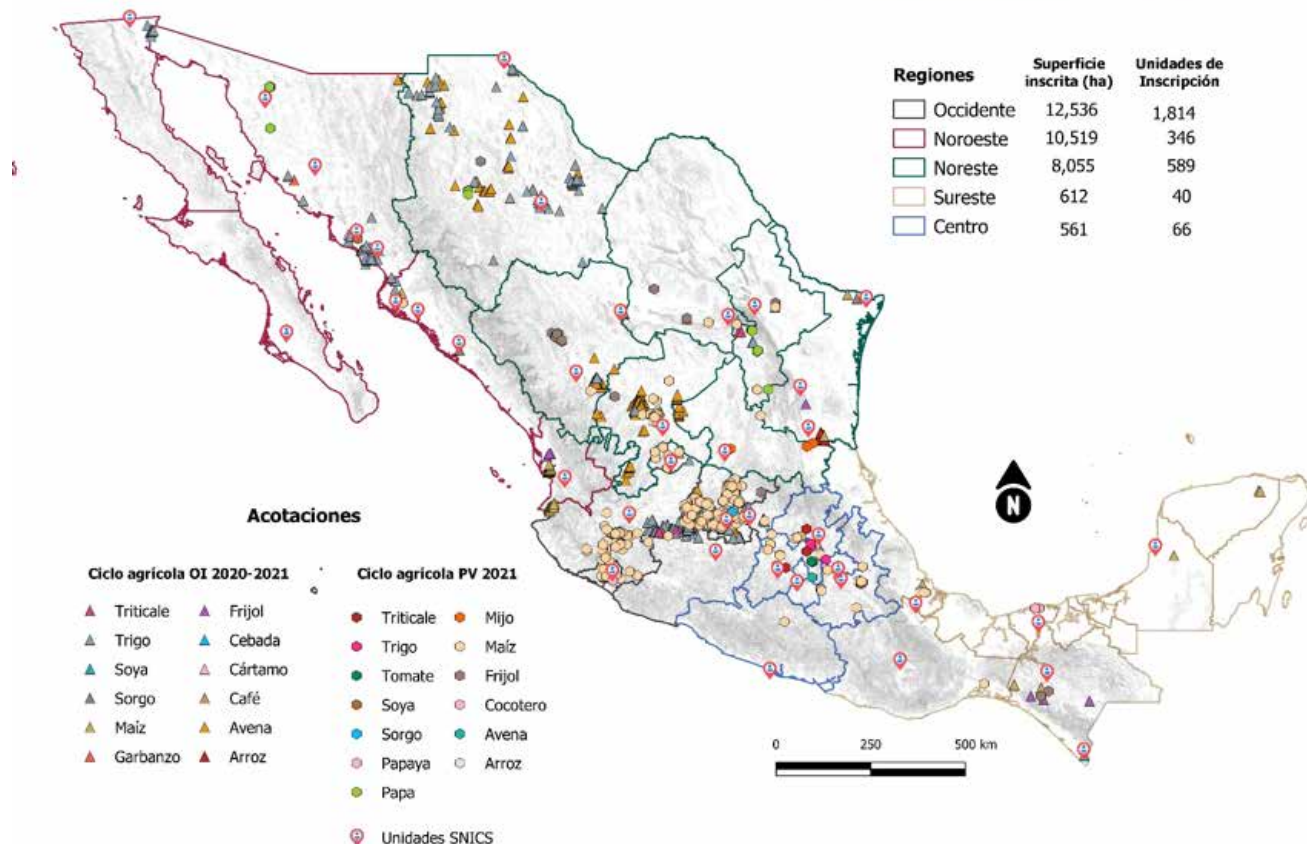 Regiones Superficie inscrita (ha) Unidades de Inscripción
Occidente 12,536 1,814
Noroeste 10,519 346
Noreste 8,055 589
Sureste 612 40
Centro 561 66
N
Acotaciones
Ciclo agrícola OI 2020-2021
Triticale Frijol
Trigo Cebada
Soya Cártamo
Sorgo Café
Maíz Avena
Garbanzo Arroz
Ciclo agrícola PV 2021
Triticale Mijo
Trigo Maíz
Tomate Frijol
Soya Cocotero
Sorgo Avena
Papaya Arroz
Papa
Unidades SNICS
0 250 500 km